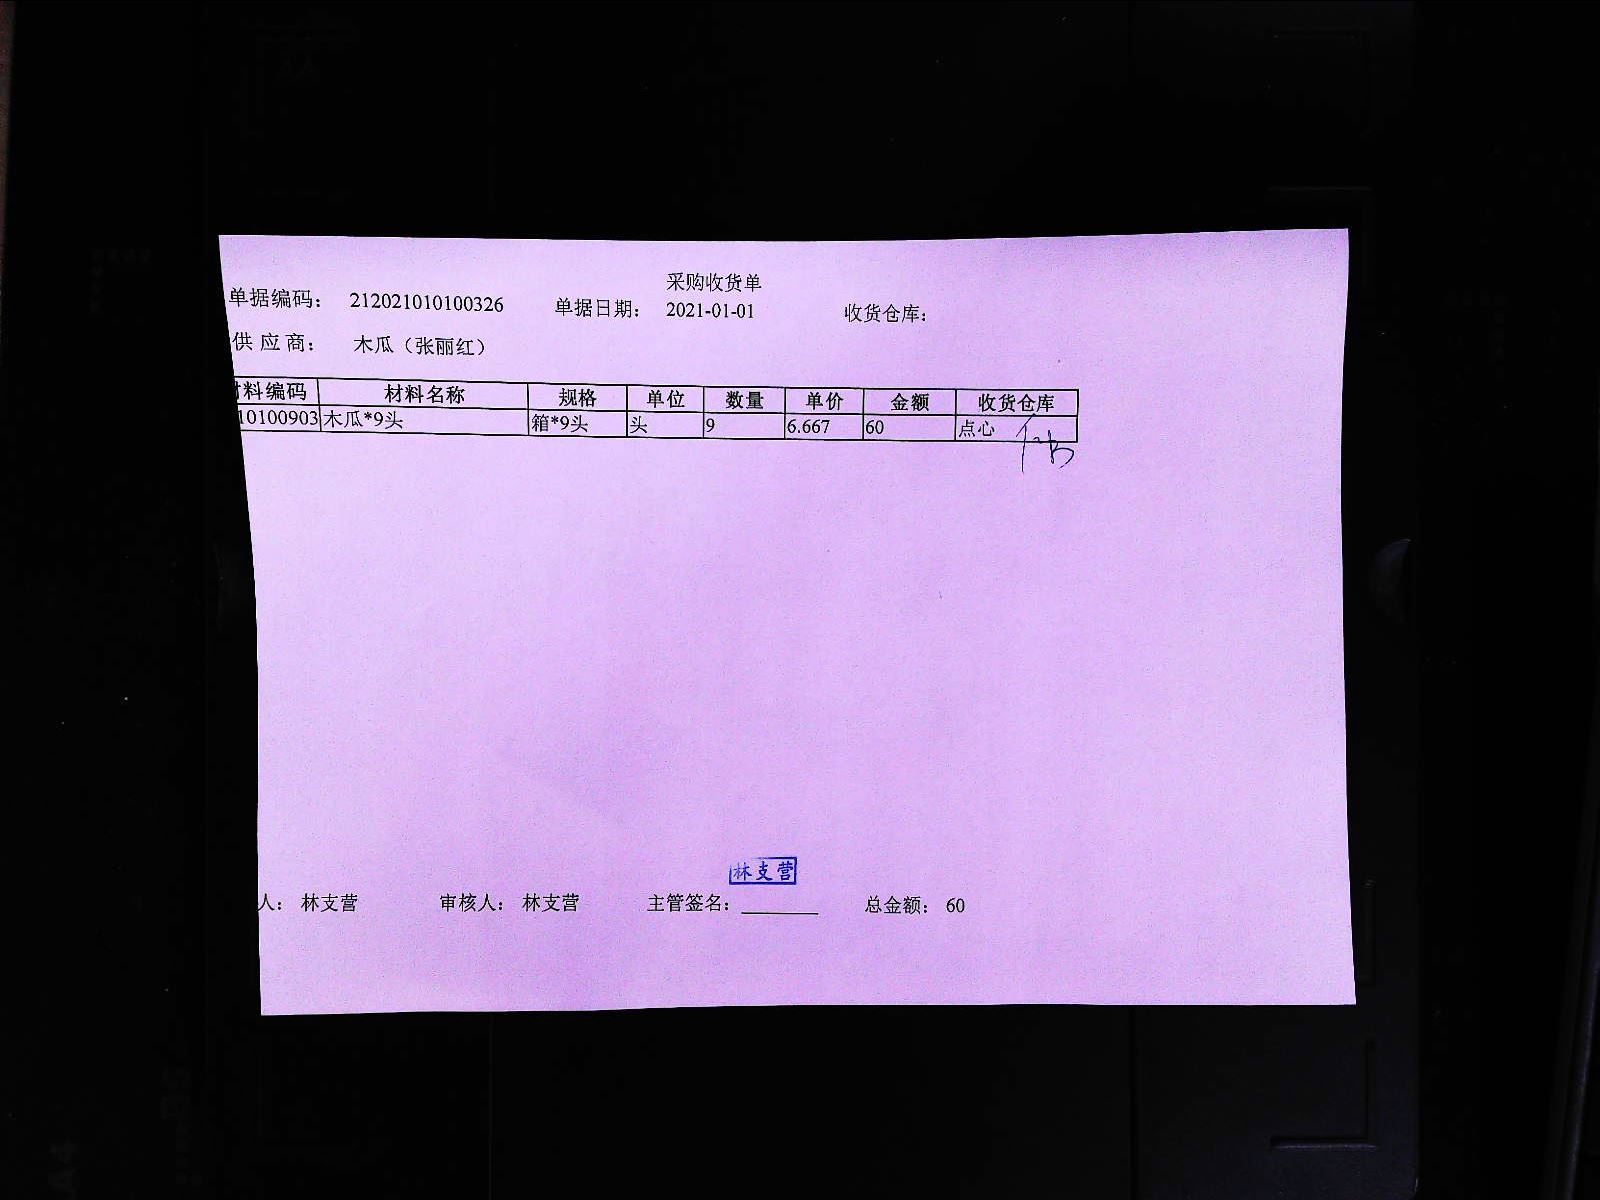 采购收货单
单据编码： 212021010100326 单据日期： 2021-01-01 收货仓库：
供应商： 木瓜（张丽红）
材料编码 材料名称 规格 单位 数量 单价 金额 收货仓库
10100903 木瓜*9头 箱*9头 头 9 6.667 60 点心
林支营
人： 林支营 审核人： 林支营 主管签名： 总金额： 60